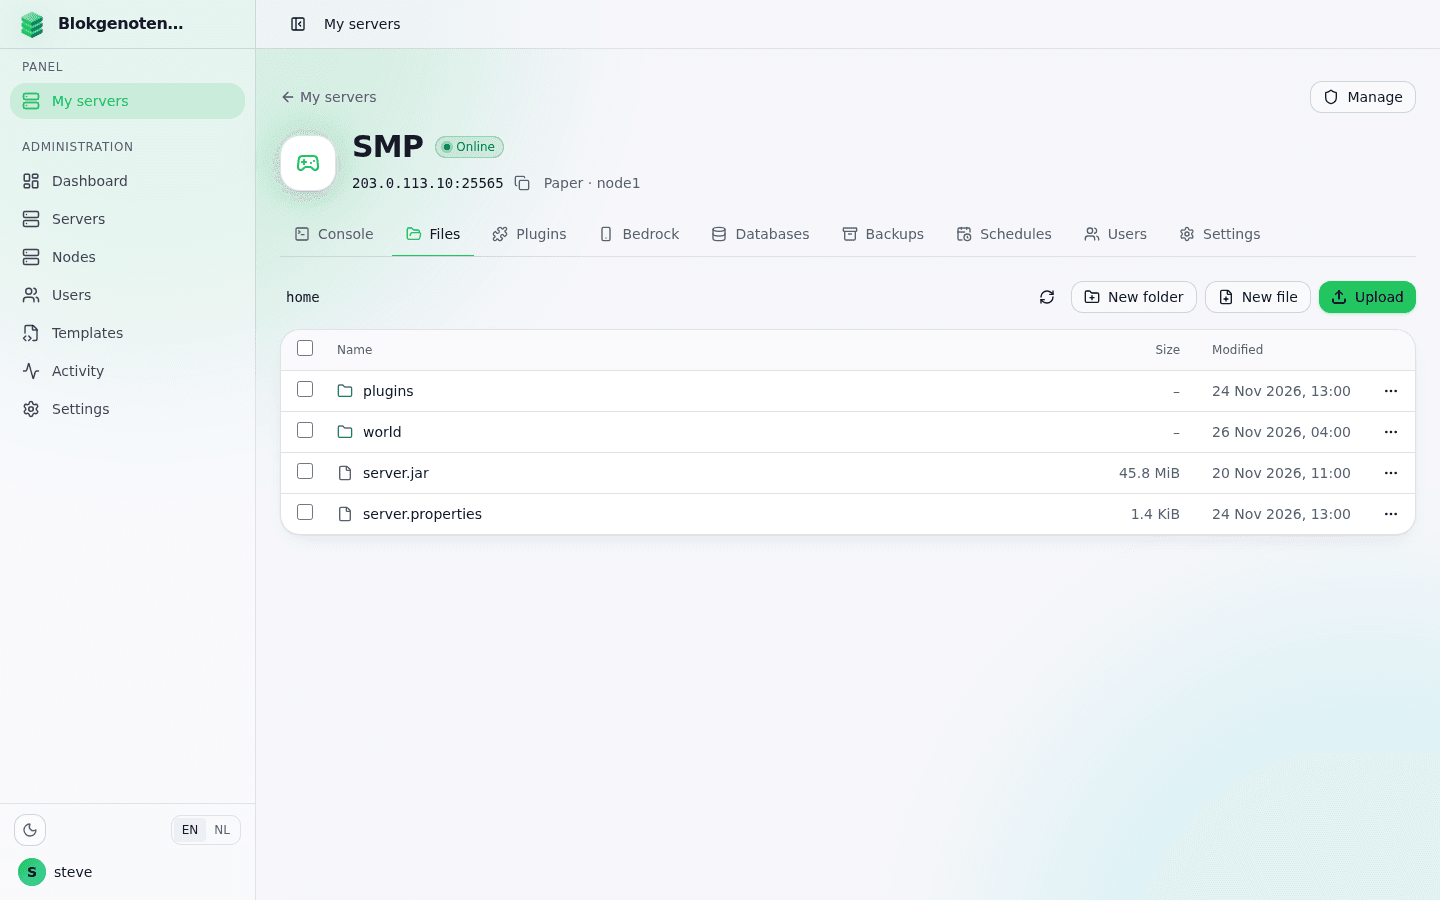 Blokgenoten...
My servers
PANEL
My servers
ADMINISTRATION
Dashboard
Servers
Nodes
Users
Templates
Activity
Settings
EN NL
S steve
My servers
Manage
SMP Online
203.0.113.10:25565 Paper · node1
Console Files Plugins Bedrock Databases Backups Schedules Users Settings
home New folder New file Upload
Name Size Modified
plugins – 24 Nov 2026, 13:00
world – 26 Nov 2026, 04:00
server.jar 45.8 MiB 20 Nov 2026, 11:00
server.properties 1.4 KiB 24 Nov 2026, 13:00